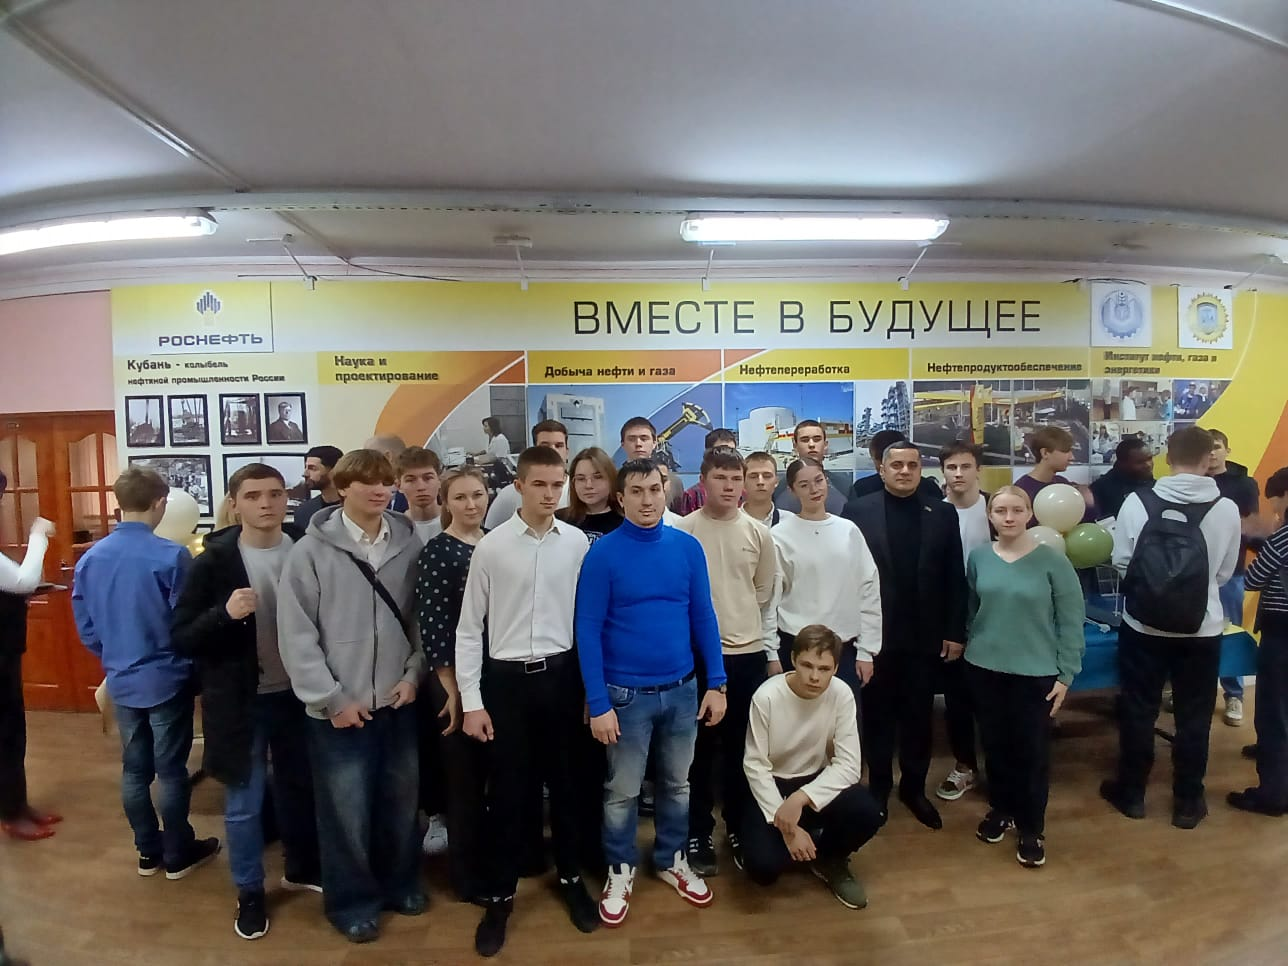 ВМЕСТЕ В БУДУЩЕЕ
РОСНЕФТЬ
Кубань - колыбель
нефтяной промышленности России
Наука и
проектирование
Добыча нефти и газа
Нефтепереработка
Нефтепродуктообеспечение
Институт нефти, газа и
энергетики